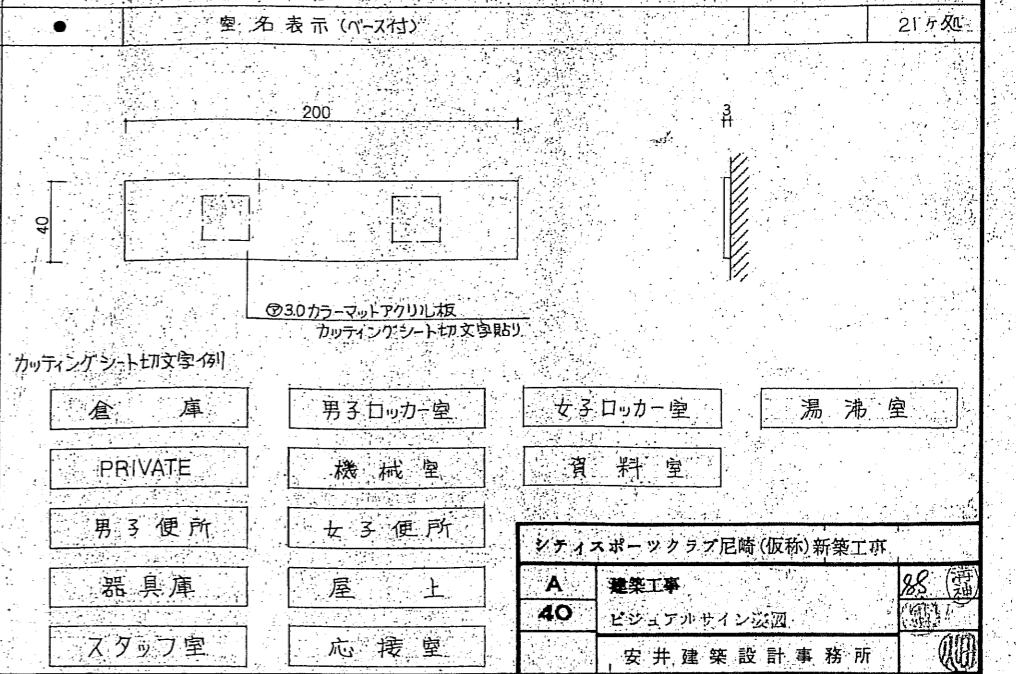 ● 室名表示(ベース付) 21ヶ処
200
3
40
ア3.0カラーマットアクリル板
カッティングシート切文字貼り
カッティングシート切文字例
倉庫 男子ロッカー室 女子ロッカー室 湯沸室
PRIVATE 機械室 資料室
男子便所 女子便所
器具庫 屋上
スタッフ室 応接室
シティスポーツクラブ尼崎(仮称)新築工事
A 建築工事
40 ビジュアルサイン
安井建築設計事務所